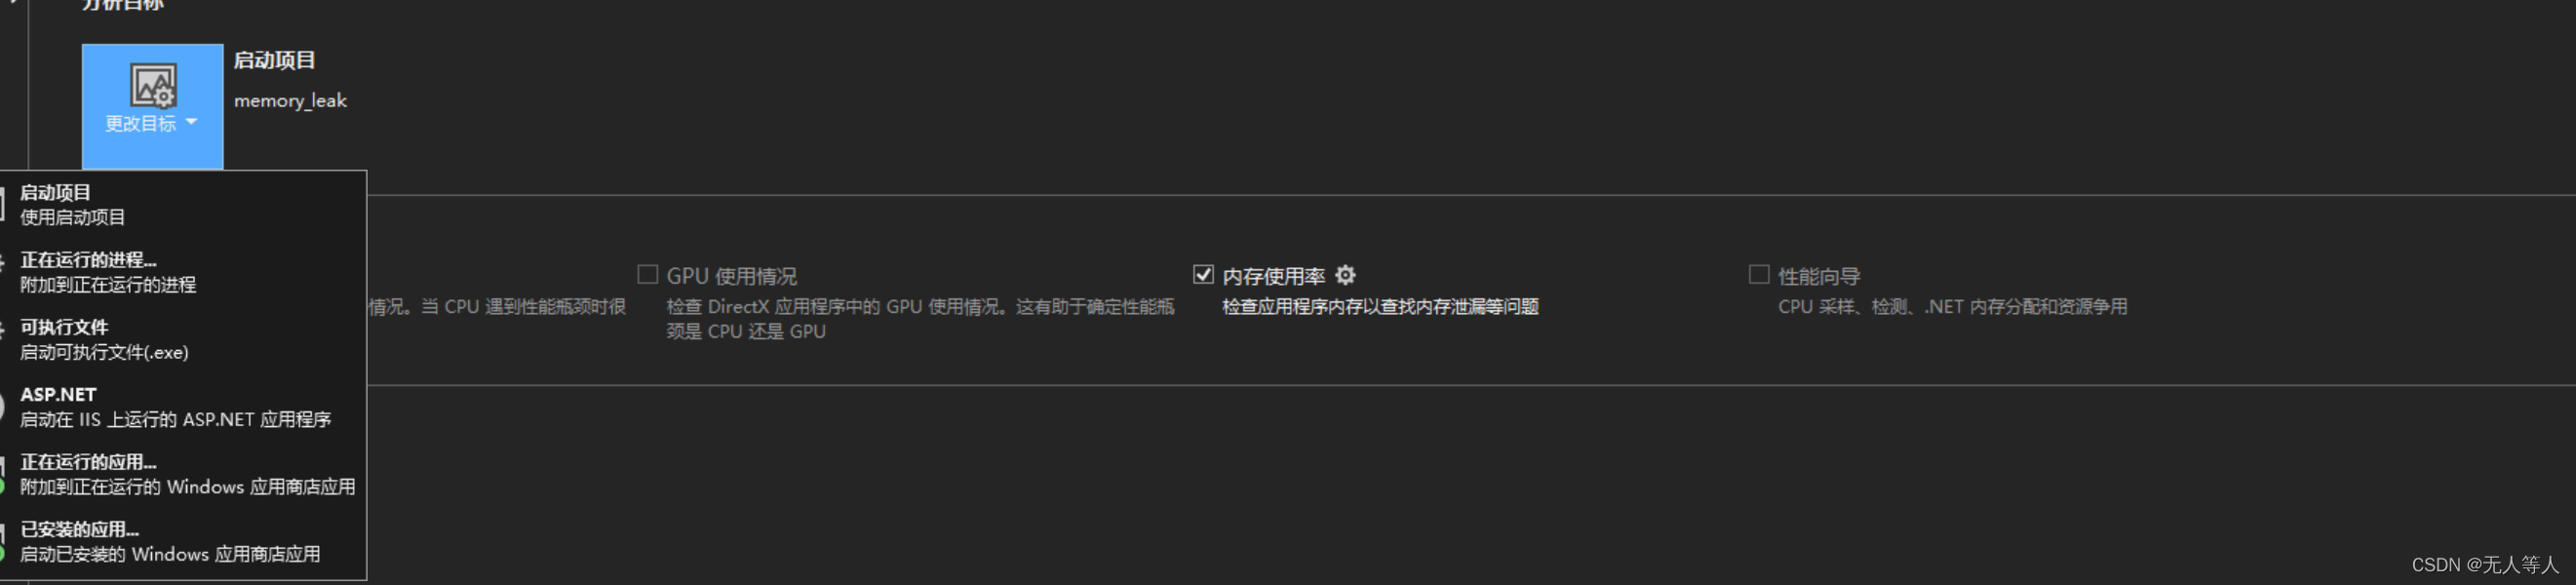 分析目标
启动项目
memory_leak
更改目标
启动项目
使用启动项目
正在运行的进程...
附加到正在运行的进程
可执行文件
启动可执行文件(.exe)
ASP.NET
启动在 IIS 上运行的 ASP.NET 应用程序
正在运行的应用...
附加到正在运行的 Windows 应用商店应用
已安装的应用...
启动已安装的 Windows 应用商店应用
情况。当 CPU 遇到性能瓶颈时很
GPU 使用情况
检查 DirectX 应用程序中的 GPU 使用情况。这有助于确定性能瓶
颈是 CPU 还是 GPU
内存使用率
检查应用程序内存以查找内存泄漏等问题
性能向导
CPU 采样、检测、.NET 内存分配和资源争用
CSDN @无人等人